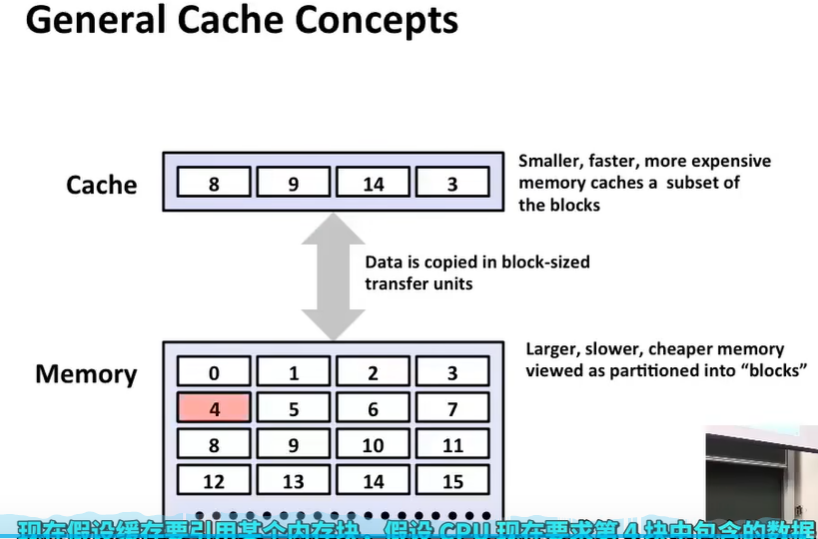 General Cache Concepts
Cache
8 9 14 3
Smaller, faster, more expensive
memory caches a subset of
the blocks
Data is copied in block-sized
transfer units
Memory
Larger, slower, cheaper memory
viewed as partitioned into “blocks”
0 1 2 3
4 5 6 7
8 9 10 11
12 13 14 15
现在假设缓存要引用某个内存块，假设 CPU 现在要求第 4 块中包含的数据